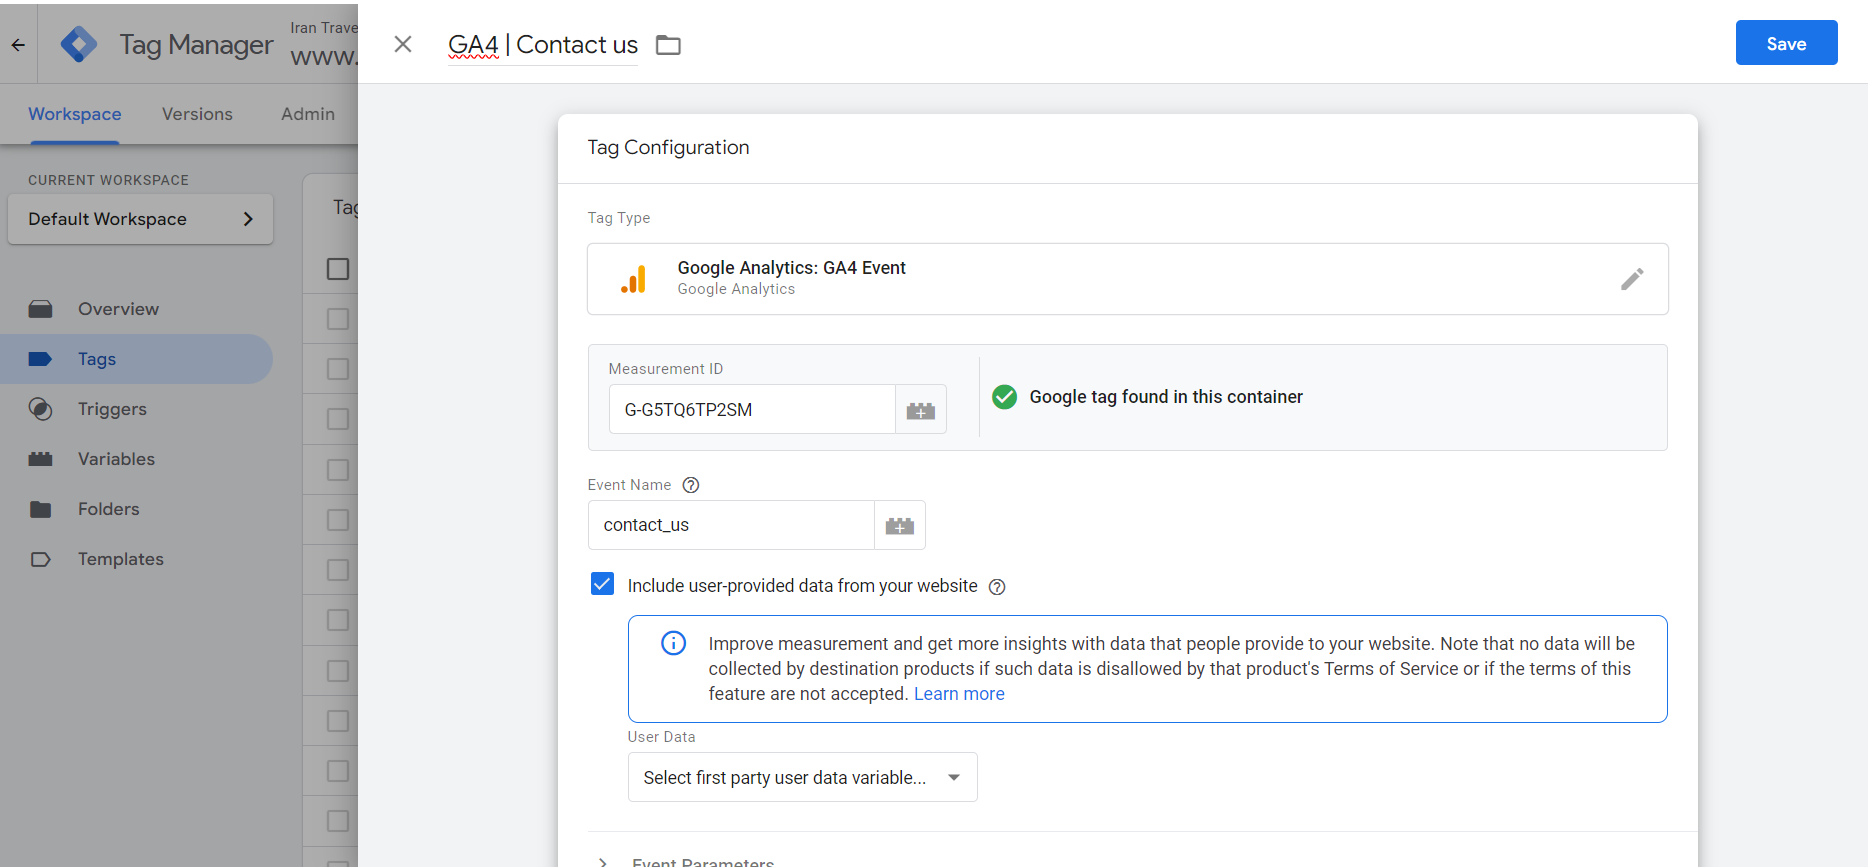 Tag Manager
Iran Trave
www.
GA4 | Contact us
Save
Workspace
Versions
Admin
CURRENT WORKSPACE
Default Workspace
Overview
Tags
Triggers
Variables
Folders
Templates
Tag
Tag Configuration
Tag Type
Google Analytics: GA4 Event
Google Analytics
Measurement ID
G-G5TQ6TP2SM
Google tag found in this container
Event Name
contact_us
Include user-provided data from your website
Improve measurement and get more insights with data that people provide to your website. Note that no data will be
collected by destination products if such data is disallowed by that product's Terms of Service or if the terms of this
feature are not accepted. Learn more
User Data
Select first party user data variable...
Event Parameters